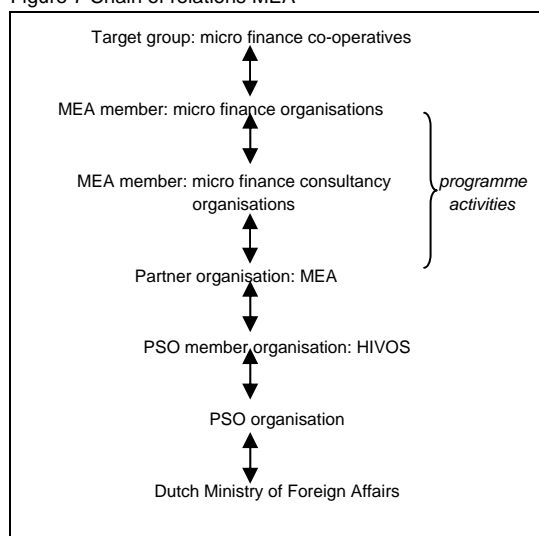 Figure 7 Chain of relations MEA
Target group: micro finance co-operatives
MEA member: micro finance organisations
MEA member: micro finance consultancy
organisations
programme
activities
Partner organisation: MEA
PSO member organisation: HIVOS
PSO organisation
Dutch Ministry of Foreign Affairs